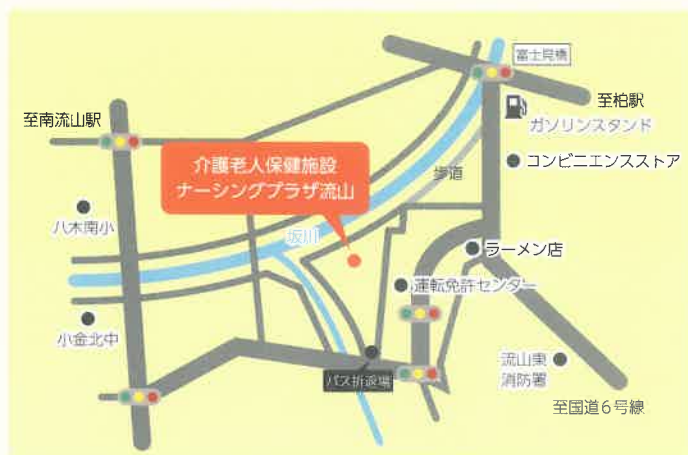 富士見橋
至柏駅
ガソリンスタンド
至南流山駅
コンビニエンスストア
介護老人保健施設
ナーシングプラザ流山
歩道
八木南小
坂川
ラーメン店
運転免許センター
小金北中
バス折返場
流山東
消防署
至国道6号線